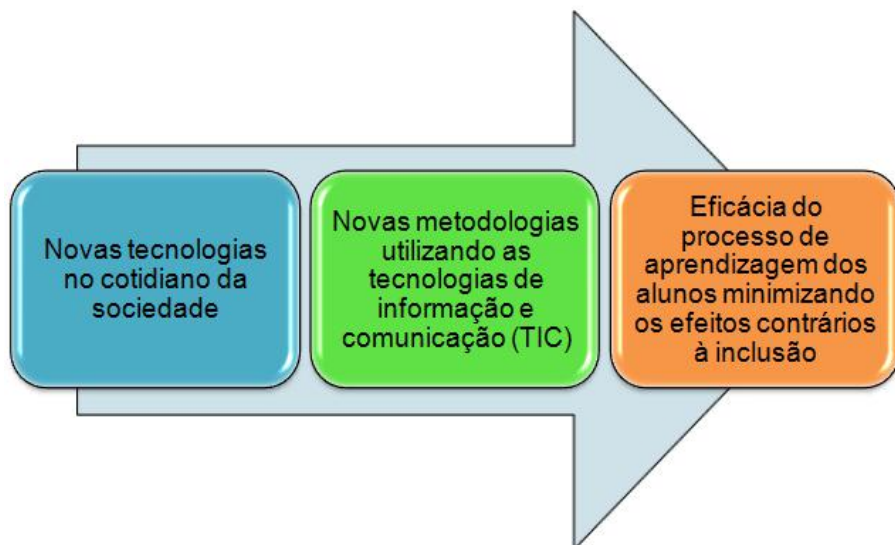 Novas tecnologias
no cotidiano da
sociedade
Novas metodologias
utilizando as
tecnologias de
informação e
comunicação (TIC)
Eficácia do
processo de
aprendizagem dos
alunos minimizando
os efeitos contrários
à inclusão